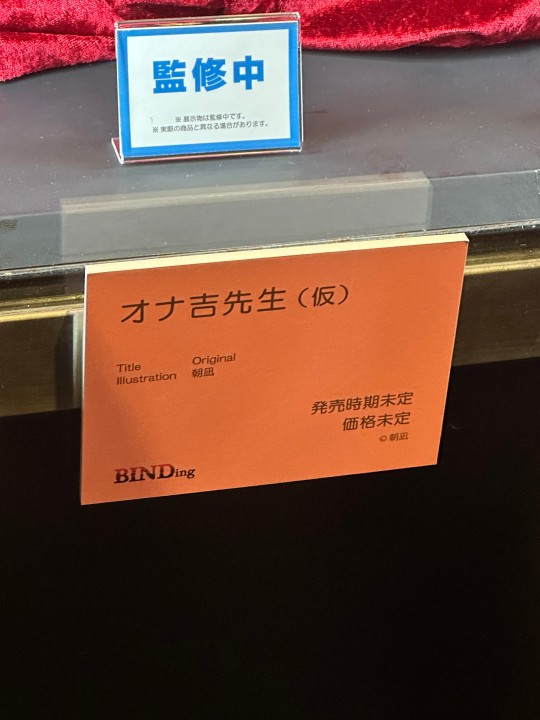 監修中
※ 展示物は監修中です。
※ 実際の商品と異なる場合があります。
オナ吉先生（仮）
Title Original
Illustration 朝凪
発売時期未定
価格未定
© 朝凪
BINDing